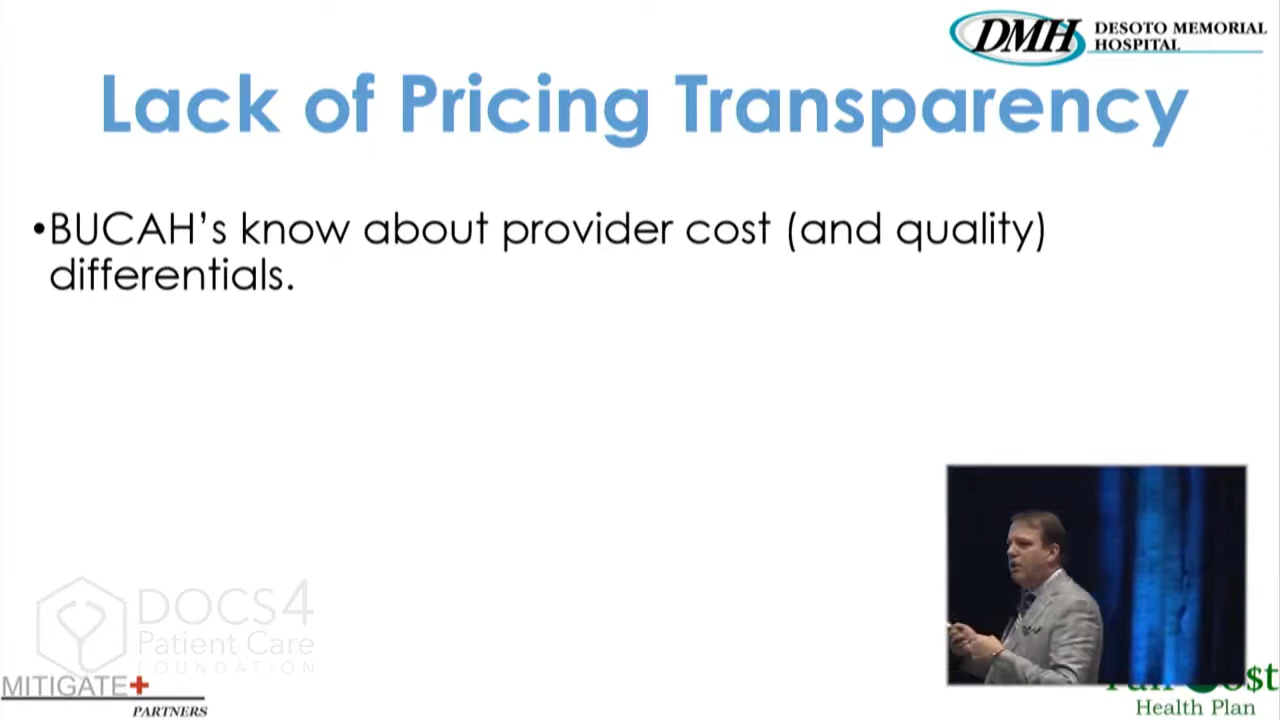 DMH DESOTO MEMORIAL
HOSPITAL
Lack of Pricing Transparency
•BUCAH's know about provider cost (and quality)
differentials.
DOCS4
Patient Care
FOUNDATION
MITIGATE+
PARTNERS
Health Plan